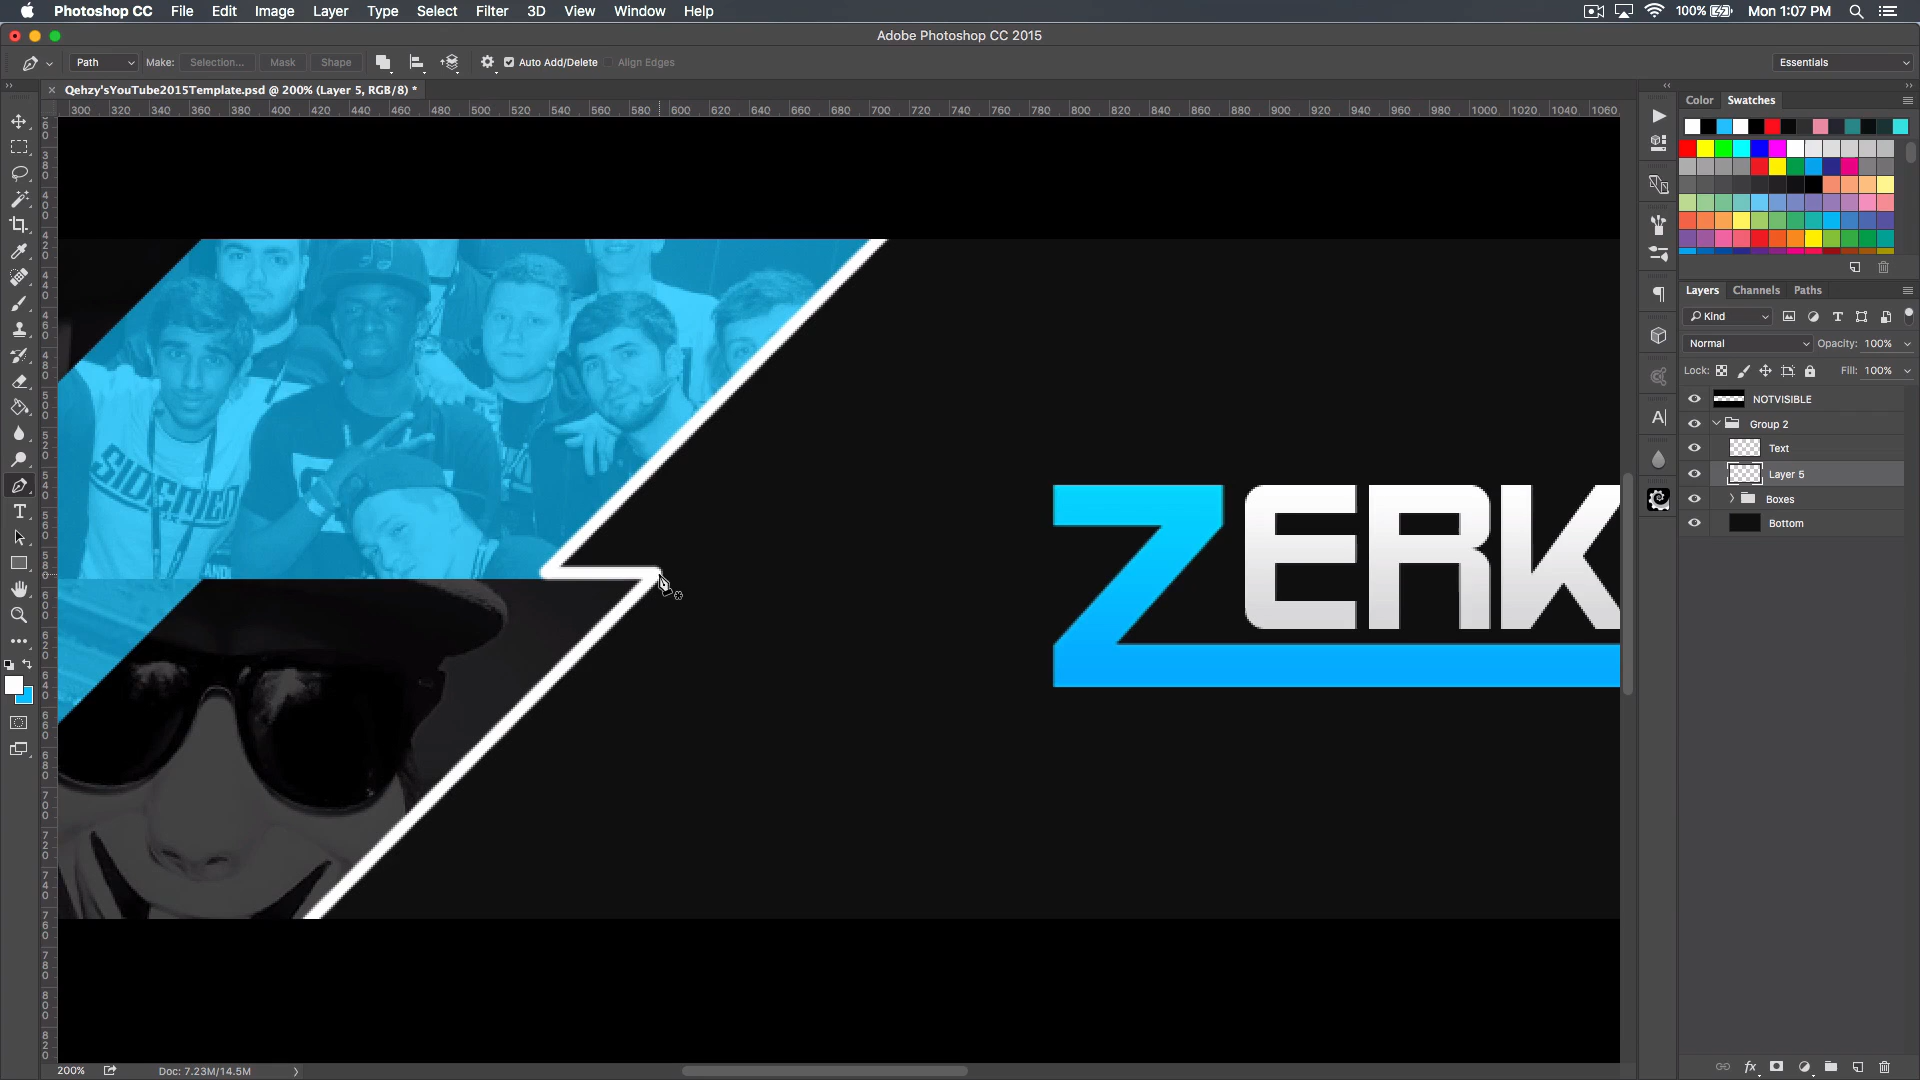 Photoshop CC File Edit Image Layer Type Select Filter 3D View Window Help 100% Mon 1:07 PM
Adobe Photoshop CC 2015
Path Make: Selection... Mask Shape Auto Add/Delete Align Edges Essentials
Qehzy'sYouTube2015Template.psd @ 200% (Layer 5, RGB/8) *
Color Swatches
300 320 340 360 380 400 420 440 460 480 500 520 540 560 580 600 620 640 660 680 700 720 740 760 780 800 820 840 860 880 900 920 940 960 980 1000 1020 1040 1060
Layers Channels Paths
Kind
Normal Opacity: 100%
Lock: Fill: 100%
NOTVISIBLE
Group 2
Text
Layer 5
Boxes
Bottom
SIDEMEN
ZERK
200% Doc: 7.23M/14.5M